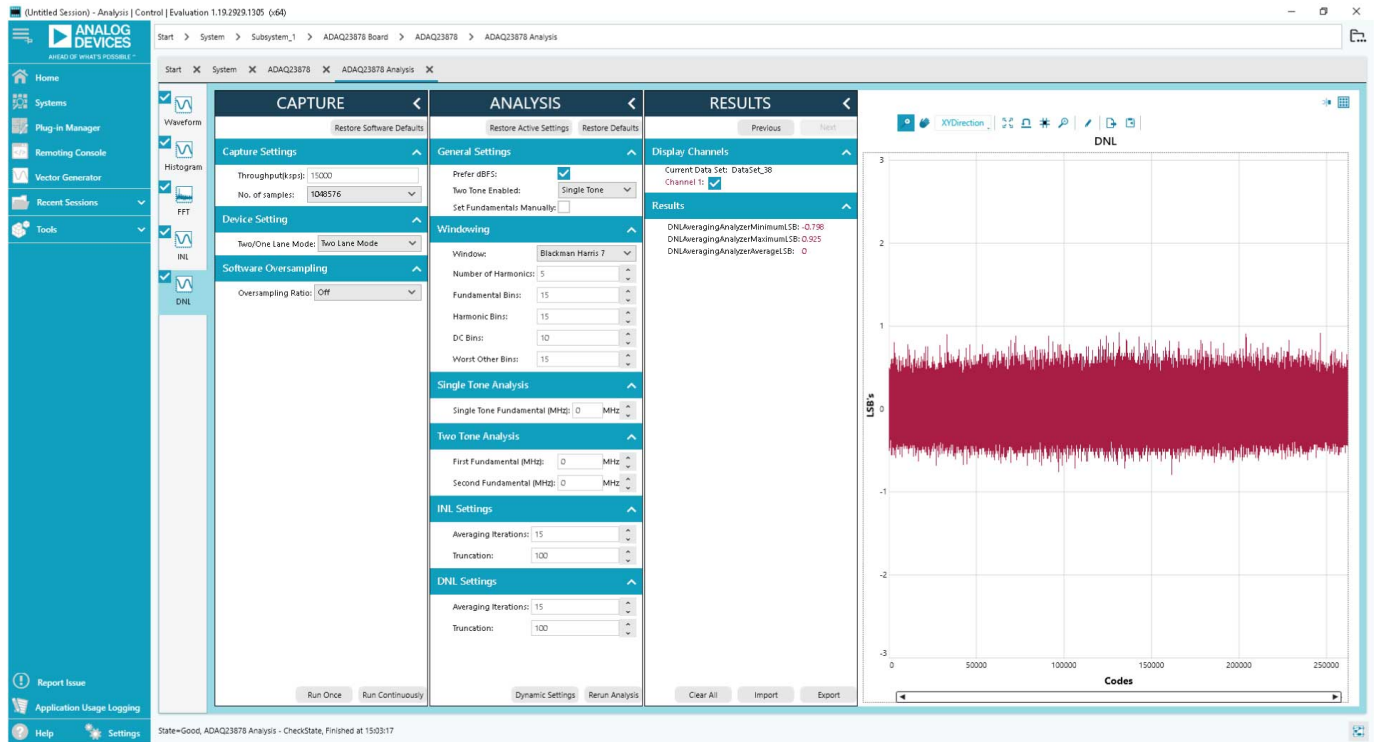 (Untitled Session) - Analysis | Control | Evaluation 1.19.2929.1305 (x64)
ANALOG
DEVICES
AHEAD OF WHAT'S POSSIBLE™
Start > System > Subsystem_1 > ADAQ23878 Board > ADAQ23878 > ADAQ23878 Analysis
Start System ADAQ23878 ADAQ23878 Analysis
Home
Systems
Plug-in Manager
Remoting Console
Vector Generator
Recent Sessions
Tools
Report Issue
Application Usage Logging
Help Settings
Waveform
Histogram
FFT
INL
DNL
CAPTURE
Restore Software Defaults
Capture Settings
Throughput(ksps): 15000
No. of samples: 1048576
Device Setting
Two/One Lane Mode: Two Lane Mode
Software Oversampling
Oversampling Ratio: Off
Run Once Run Continuously
ANALYSIS
Restore Active Settings Restore Defaults
General Settings
Prefer dBFS:
Two Tone Enabled: Single Tone
Set Fundamentals Manually:
Windowing
Window: Blackman Harris 7
Number of Harmonics: 5
Fundamental Bins: 15
Harmonic Bins: 15
DC Bins: 10
Worst Other Bins: 15
Single Tone Analysis
Single Tone Fundamental (MHz): 0 MHz
Two Tone Analysis
First Fundamental (MHz): 0 MHz
Second Fundamental (MHz): 0 MHz
INL Settings
Averaging Iterations: 15
Truncation: 100
DNL Settings
Averaging Iterations: 15
Truncation: 100
Dynamic Settings Rerun Analysis
RESULTS
Previous Next
Display Channels
Current Data Set: DataSet_38
Channel 1:
Results
DNLAveragingAnalyzerMinimumLSB: -0.798
DNLAveragingAnalyzerMaximumLSB: 0.925
DNLAveragingAnalyzerAverageLSB: 0
Clear All Import Export
XYDirection
DNL
3
2
1
0
-1
-2
-3
LSB's
0 50000 100000 150000 200000 250000
Codes
State=Good, ADAQ23878 Analysis - CheckState, Finished at 15:03:17